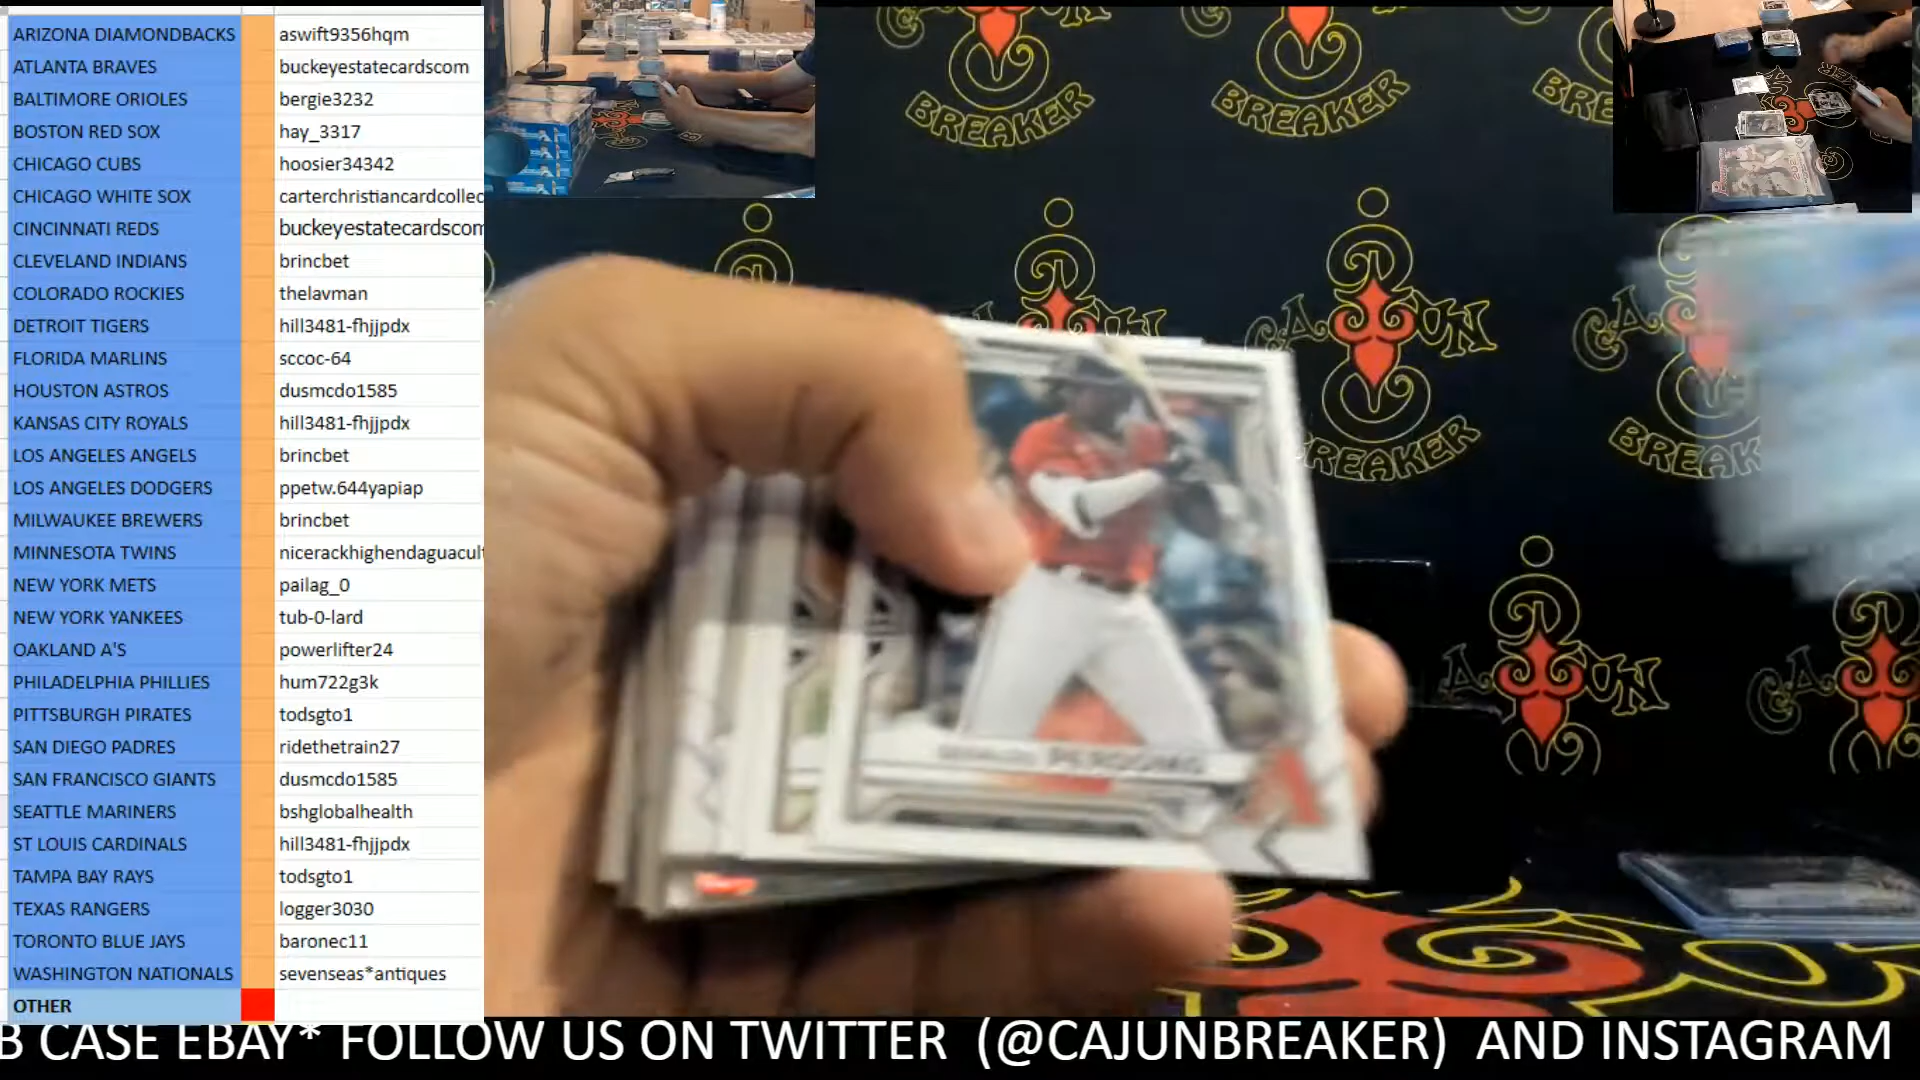 ARIZONA DIAMONDBACKS aswift9356hqm
ATLANTA BRAVES buckeyestatecardscom
BALTIMORE ORIOLES bergie3232
BOSTON RED SOX hay_3317
CHICAGO CUBS hoosier34342
CHICAGO WHITE SOX carterchristiancardcollec
CINCINNATI REDS buckeyestatecardscom
CLEVELAND INDIANS brincbet
COLORADO ROCKIES thelavman
DETROIT TIGERS hill3481-fhjjpdx
FLORIDA MARLINS sccoc-64
HOUSTON ASTROS dusmcdo1585
KANSAS CITY ROYALS hill3481-fhjjpdx
LOS ANGELES ANGELS brincbet
LOS ANGELES DODGERS ppetw.644yapiap
MILWAUKEE BREWERS brincbet
MINNESOTA TWINS nicerackhighendaguacult
NEW YORK METS pailag_0
NEW YORK YANKEES tub-0-lard
OAKLAND A'S powerlifter24
PHILADELPHIA PHILLIES hum722g3k
PITTSBURGH PIRATES todsgto1
SAN DIEGO PADRES ridethetrain27
SAN FRANCISCO GIANTS dusmcdo1585
SEATTLE MARINERS bshglobalhealth
ST LOUIS CARDINALS hill3481-fhjjpdx
TAMPA BAY RAYS todsgto1
TEXAS RANGERS logger3030
TORONTO BLUE JAYS baronec11
WASHINGTON NATIONALS sevenseas*antiques
OTHER
BREAKER
BREAKER
BREAKER
CAJUN
BREAKER
BREAKER
PERDOMO
B CASE EBAY* FOLLOW US ON TWITTER (@CAJUNBREAKER) AND INSTAGRAM